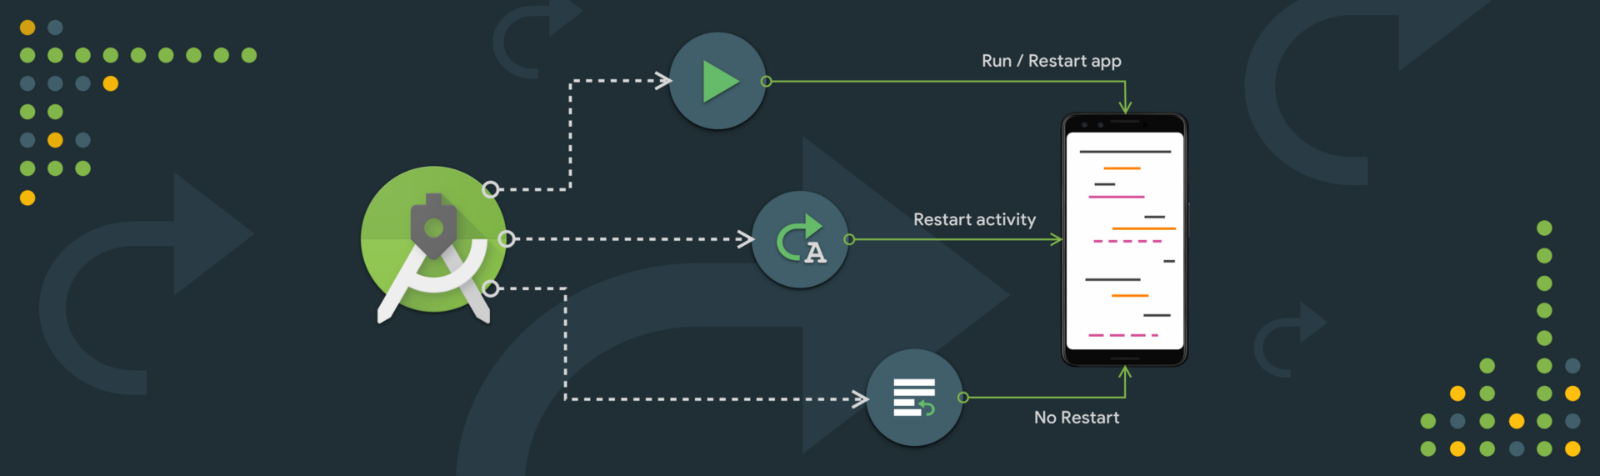 Run / Restart app
Restart activity
A
No Restart